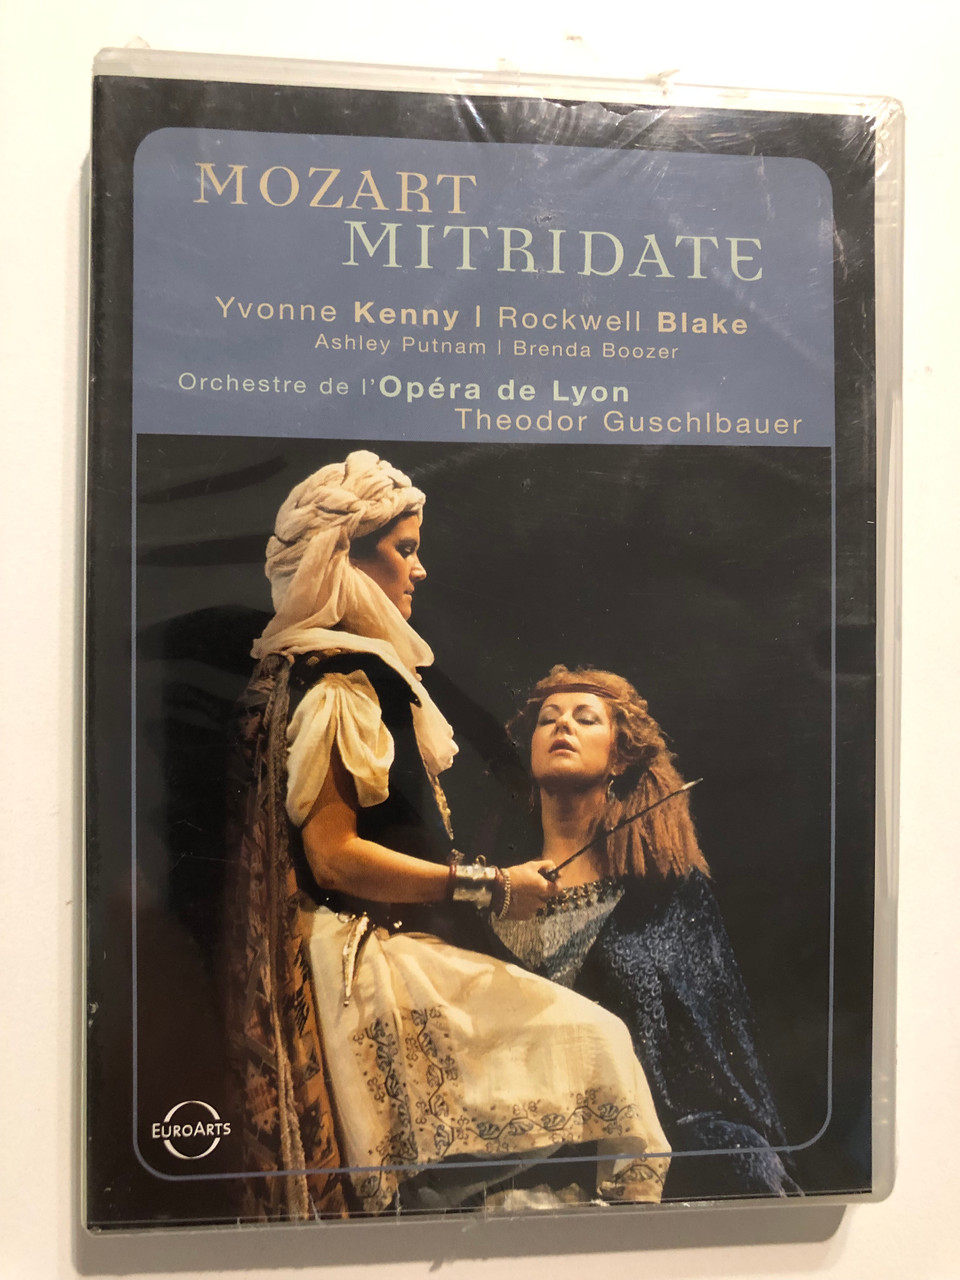 MOZART
MITRIDATE
Yvonne Kenny | Rockwell Blake
Ashley Putnam | Brenda Boozer
Orchestre de l'Opéra de Lyon
Theodor Guschlbauer
EUROARTS